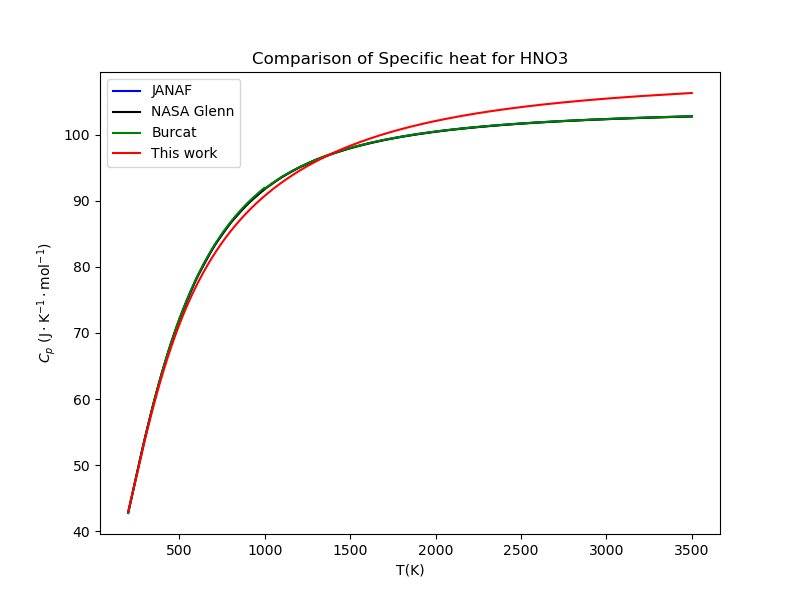 Comparison of Specific heat for HNO3
JANAF
NASA Glenn
Burcat
This work
100
90
80
70
60
50
40
$C_p$ (J · K$^{-1}$ · mol$^{-1}$)
500 1000 1500 2000 2500 3000 3500
T(K)